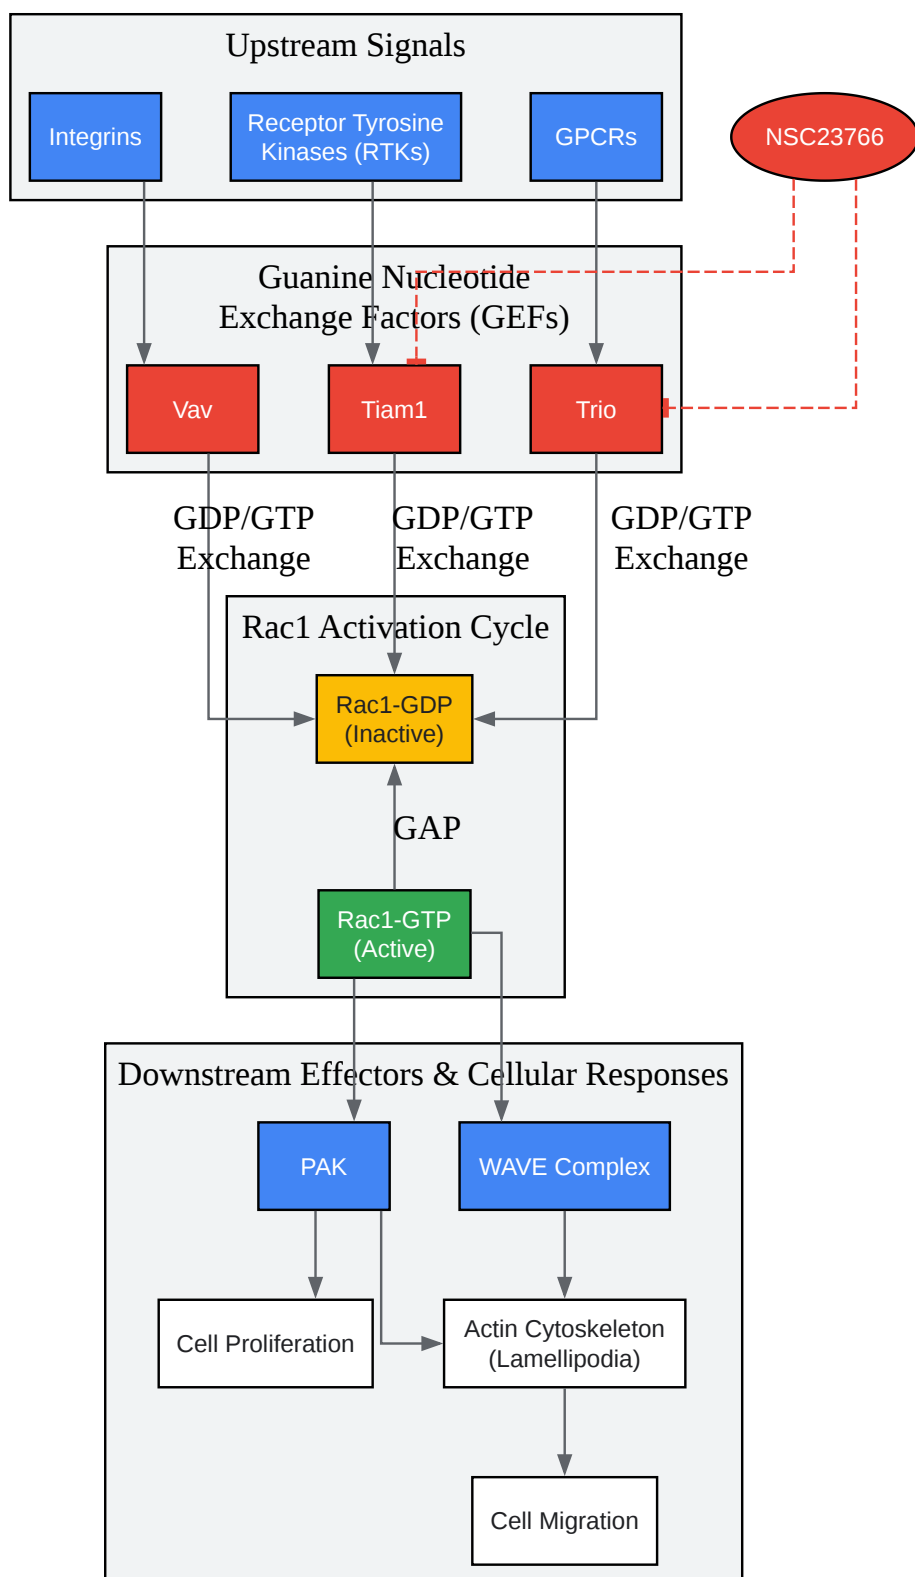 Upstream Signals
Integrins
Receptor Tyrosine
Kinases (RTKs)
GPCRs
NSC23766
Guanine Nucleotide
Exchange Factors (GEFs)
Vav
Tiam1
Trio
GDP/GTP
Exchange
GDP/GTP
Exchange
GDP/GTP
Exchange
Rac1 Activation Cycle
Rac1-GDP
(Inactive)
GAP
Rac1-GTP
(Active)
Downstream Effectors & Cellular Responses
PAK
WAVE Complex
Cell Proliferation
Actin Cytoskeleton
(Lamellipodia)
Cell Migration